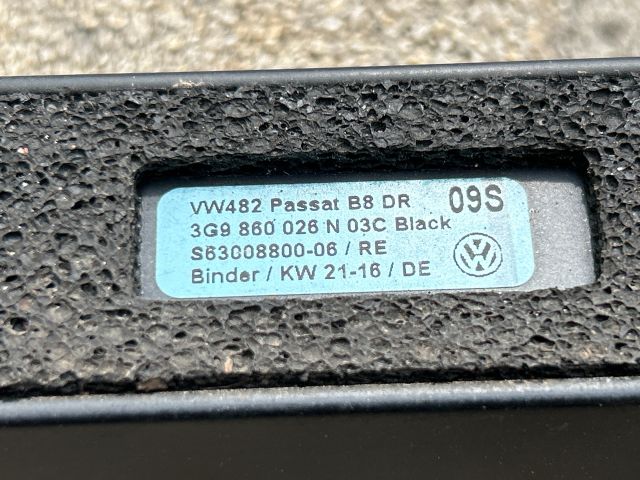 VW482 Passat B8 DR 09S
3G9 860 026 N 03C Black
S63008800-06 / RE
Binder / KW 21-16 / DE